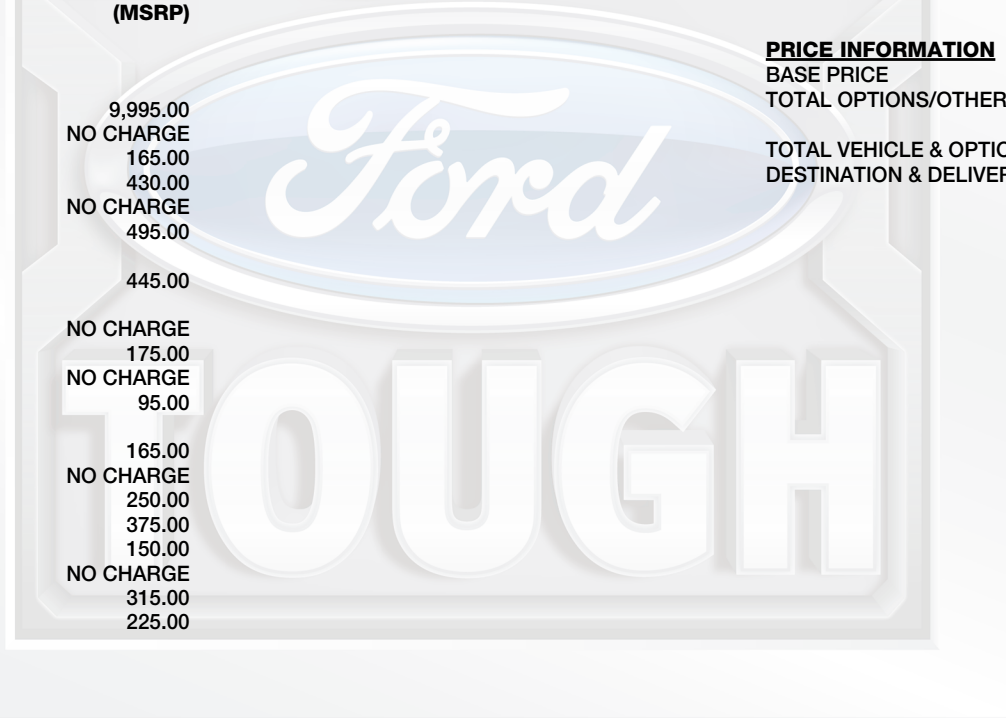 (MSRP)
9,995.00
NO CHARGE
165.00
430.00
NO CHARGE
495.00
445.00
NO CHARGE
175.00
NO CHARGE
95.00
165.00
NO CHARGE
250.00
375.00
150.00
NO CHARGE
315.00
225.00
PRICE INFORMATION
BASE PRICE
TOTAL OPTIONS/OTHER
TOTAL VEHICLE & OPTIO
DESTINATION & DELIVER
Ford
TOUGH